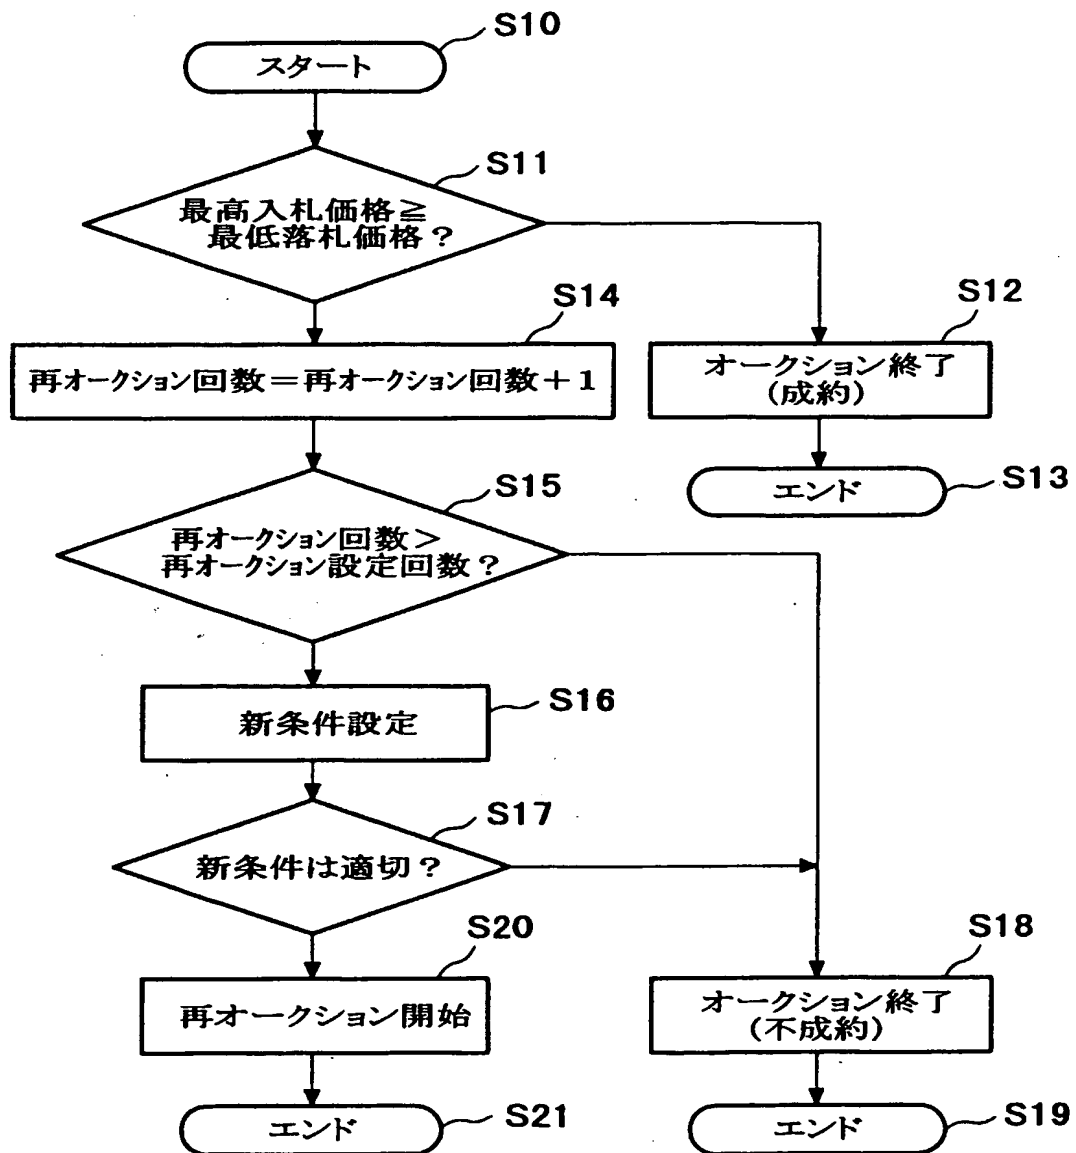 S10
スタート
S11
最高入札価格≧
最低落札価格？
S14
再オークション回数＝再オークション回数＋１
S12
オークション終了
(成約)
S15
エンド
S13
再オークション回数＞
再オークション設定回数？
新条件設定
S16
S17
新条件は適切？
S20
再オークション開始
S18
オークション終了
(不成約)
エンド
S21
エンド
S19